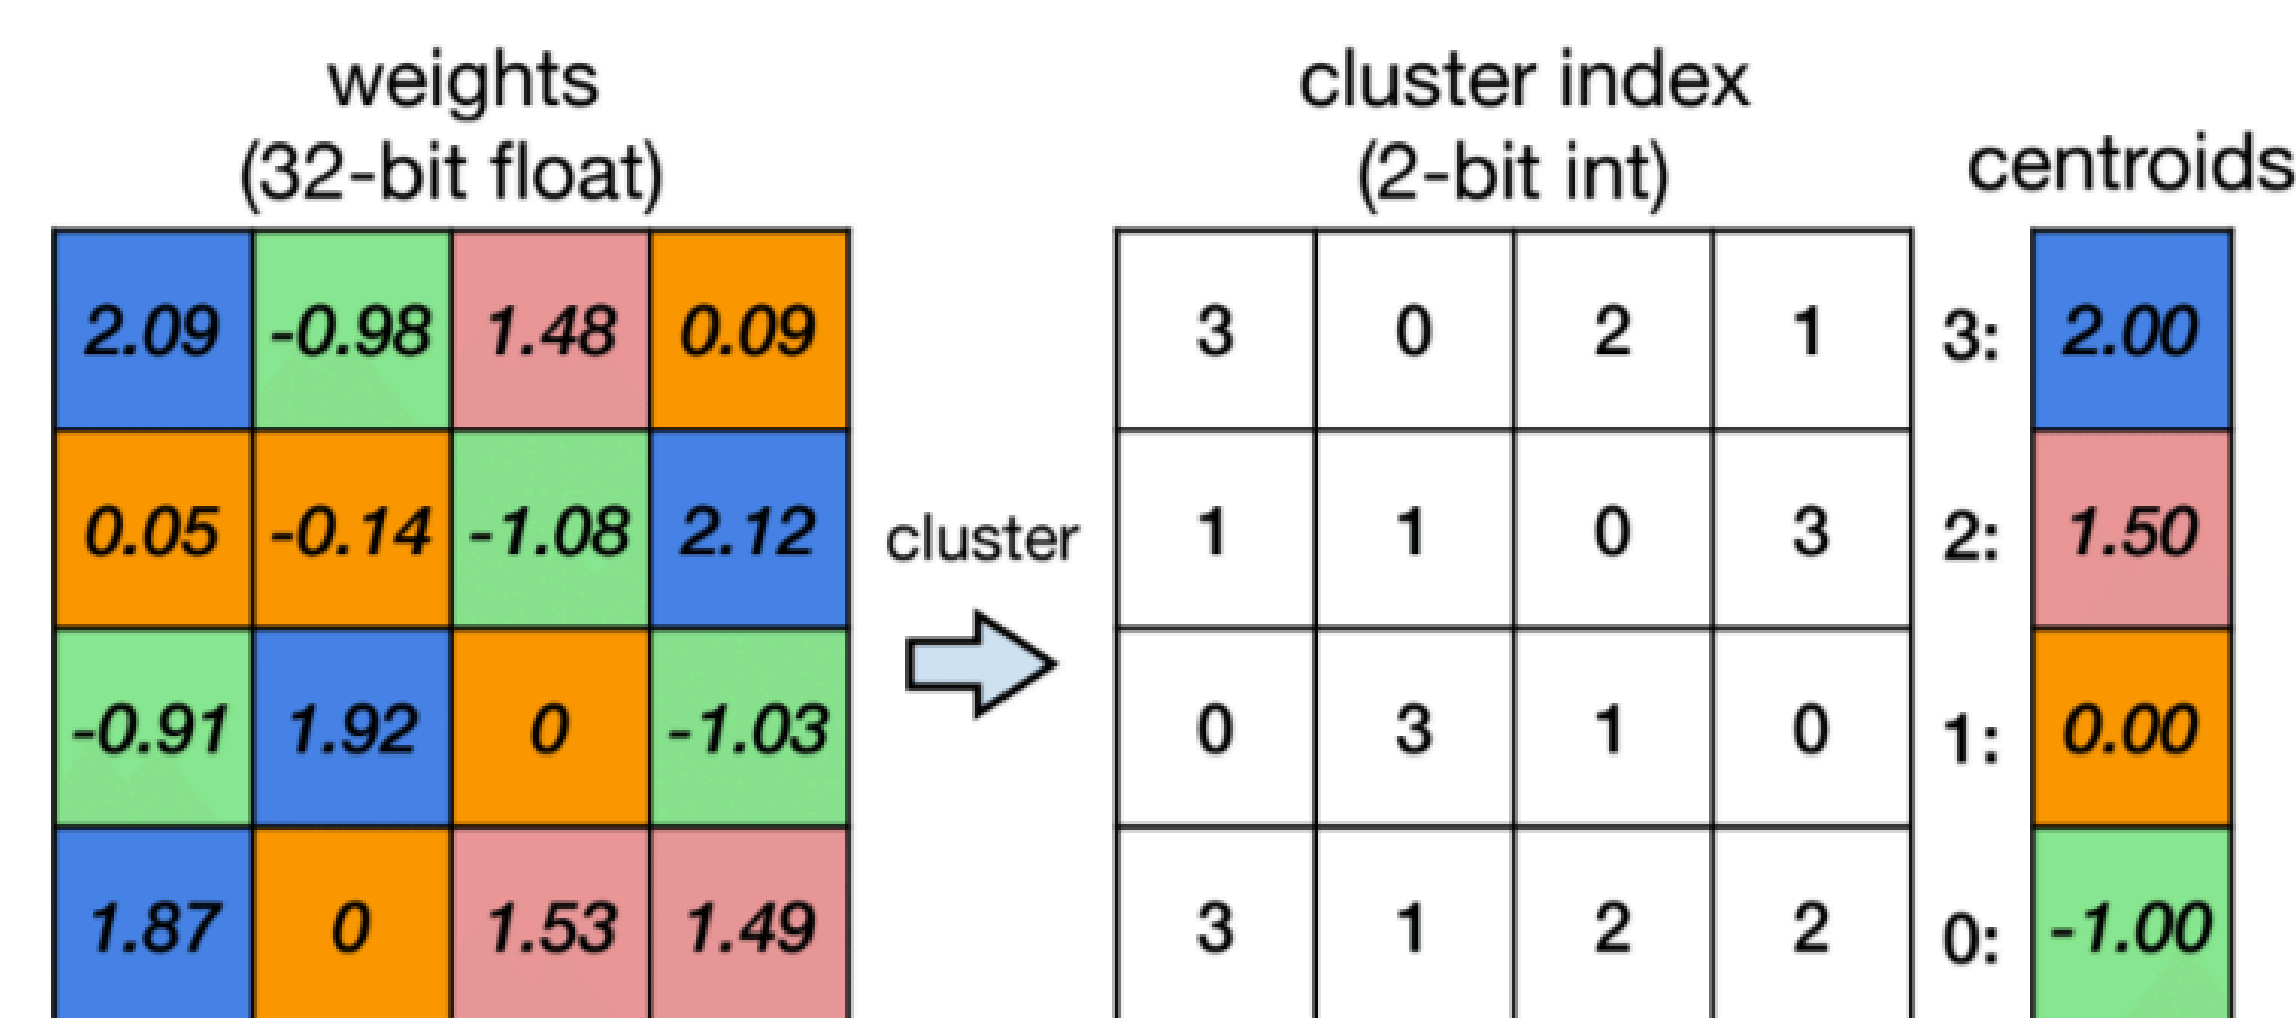 weights
(32-bit float)
cluster index
(2-bit int)
centroids
2.09 -0.98 1.48 0.09
3 0 2 1
3: 2.00
0.05 -0.14 -1.08 2.12
cluster
1 1 0 3
2: 1.50
-0.91 1.92 0 -1.03
0 3 1 0
1: 0.00
1.87 0 1.53 1.49
3 1 2 2
0: -1.00